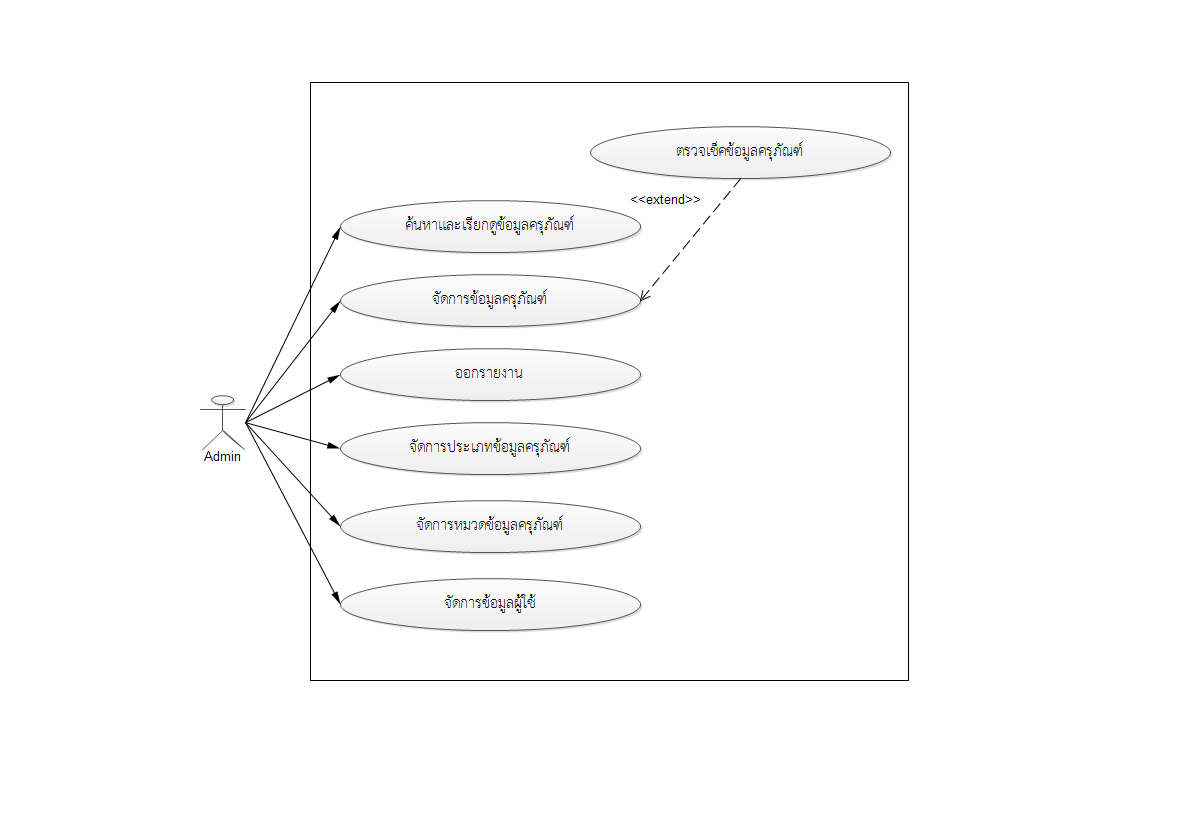 ตรวจเช็คข้อมูลครุภัณฑ์
<<extend>>
ค้นหาและเรียกดูข้อมูลครุภัณฑ์
จัดการข้อมูลครุภัณฑ์
ออกรายงาน
จัดการประเภทข้อมูลครุภัณฑ์
Admin
จัดการหมวดข้อมูลครุภัณฑ์
จัดการข้อมูลผู้ใช้